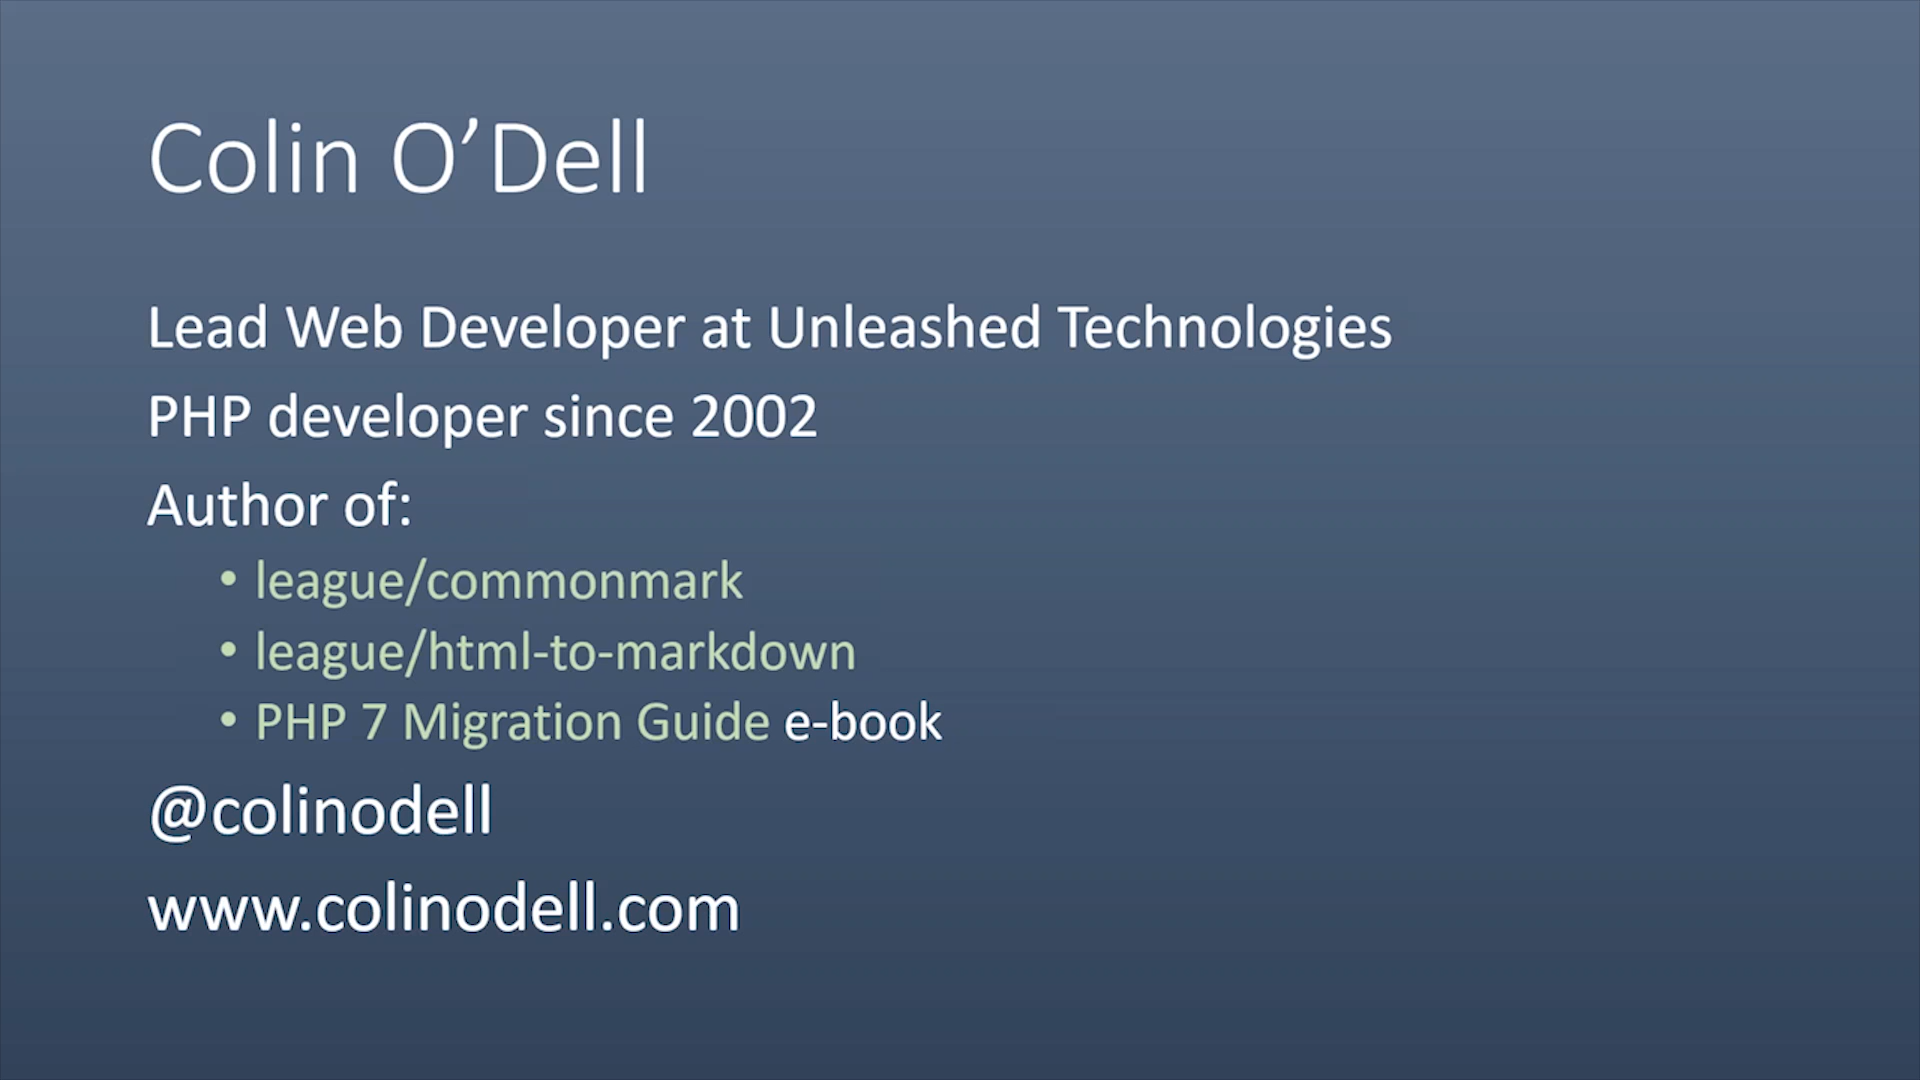 Colin O’Dell
Lead Web Developer at Unleashed Technologies
PHP developer since 2002
Author of:
• league/commonmark
• league/html-to-markdown
• PHP 7 Migration Guide e-book
@colinodell
www.colinodell.com